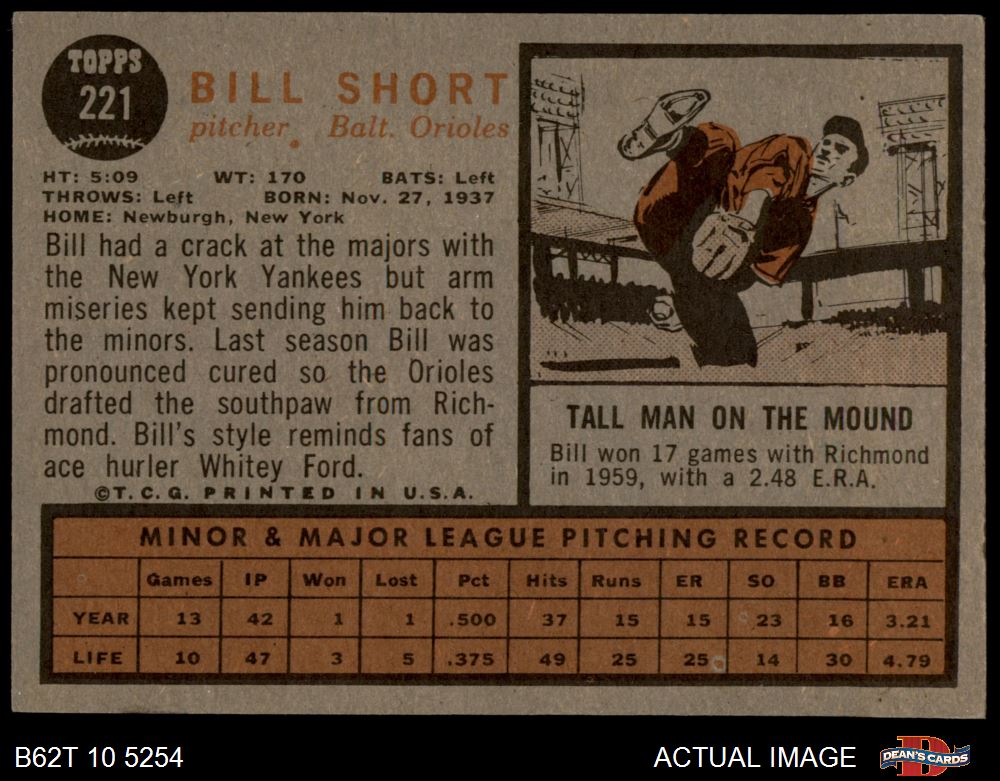 TOPPS
221
BILL SHORT
pitcher, Balt. Orioles
HT: 5:09 WT: 170 BATS: Left
THROWS: Left BORN: Nov. 27, 1937
HOME: Newburgh, New York
Bill had a crack at the majors with
the New York Yankees but arm
miseries kept sending him back to
the minors. Last season Bill was
pronounced cured so the Orioles
drafted the southpaw from Rich-
mond. Bill's style reminds fans of
ace hurler Whitey Ford.
©T.C.G. PRINTED IN U.S.A.
TALL MAN ON THE MOUND
Bill won 17 games with Richmond
in 1959, with a 2.48 E.R.A.
MINOR & MAJOR LEAGUE PITCHING RECORD
Games IP Won Lost Pct Hits Runs ER SO BB ERA
YEAR 13 42 1 1 .500 37 15 15 23 16 3.21
LIFE 10 47 3 5 .375 49 25 25 14 30 4.79
B62T 10 5254
ACTUAL IMAGE
D
DEAN'S CARDS